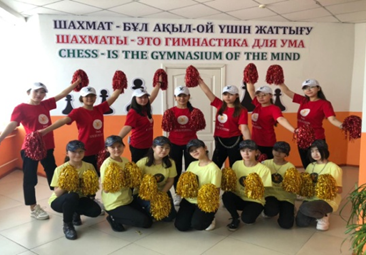 ШАХМАТ - БҰЛ АҚЫЛ-ОЙ ҮШІН ЖАТТЫҒУ
ШАХМАТЫ - ЭТО ГИМНАСТИКА ДЛЯ УМА
CHESS - IS THE GYMNASIUM OF THE MIND